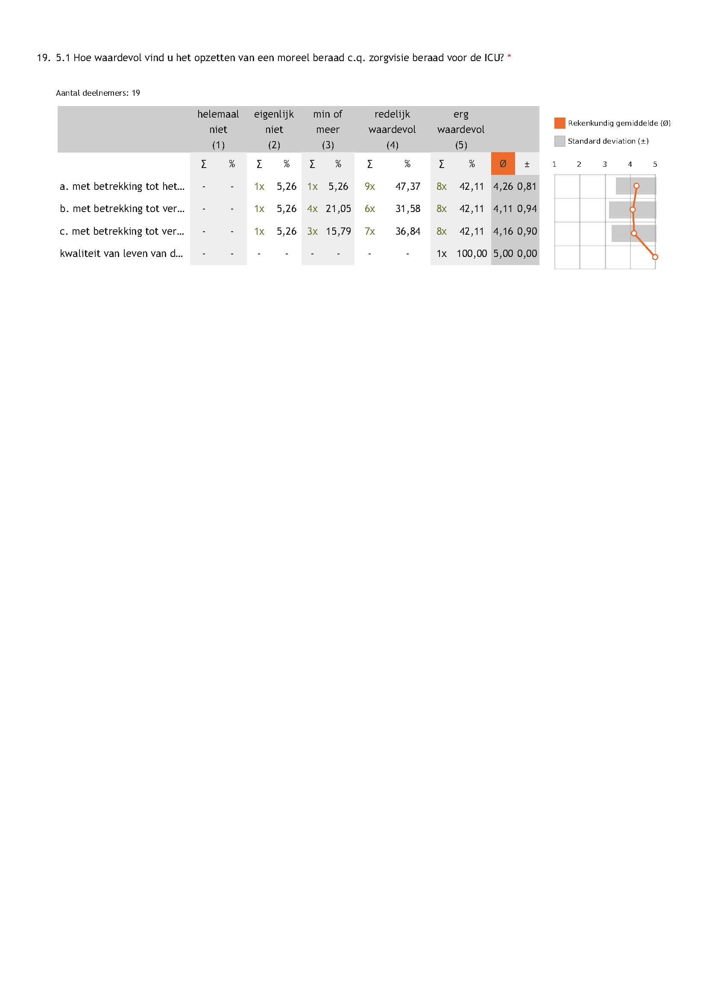 19. 5.1 Hoe waardevol vind u het opzetten van een moreel beraad c.q. zorgvisie beraad voor de ICU? *
Aantal deelnemers: 19
helemaal niet (1) eigenlijk niet (2) min of meer (3) redelijk waardevol (4) erg waardevol (5)
Σ % Σ % Σ % Σ % Σ % Ø ±
a. met betrekking tot het... - - 1x 5,26 1x 5,26 9x 47,37 8x 42,11 4,26 0,81
b. met betrekking tot ver... - - 1x 5,26 4x 21,05 6x 31,58 8x 42,11 4,11 0,94
c. met betrekking tot ver... - - 1x 5,26 3x 15,79 7x 36,84 8x 42,11 4,16 0,90
kwaliteit van leven van d... - - - - - - - - 1x 100,00 5,00 0,00
Rekenkundig gemiddelde (Ø)
Standard deviation (±)
1 2 3 4 5